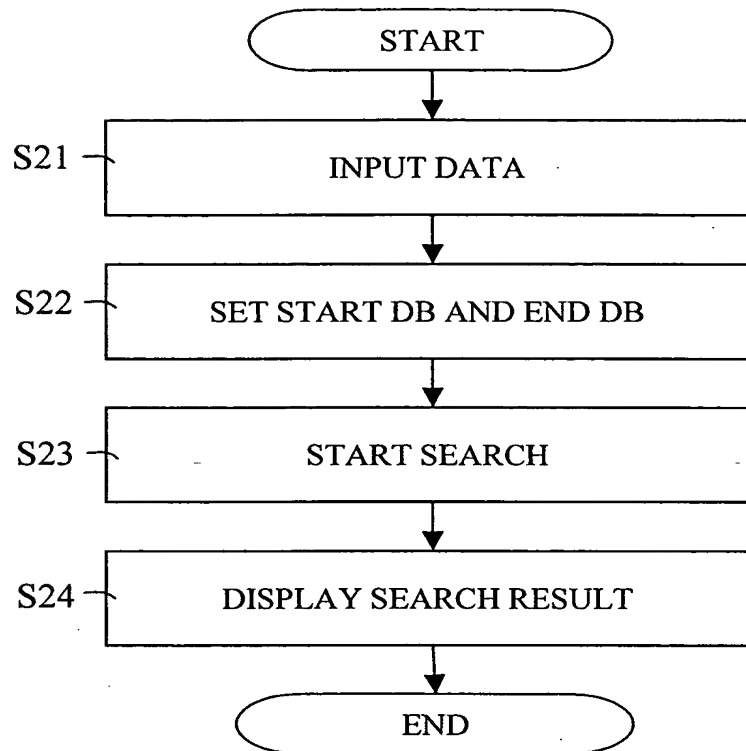 START
S21
INPUT DATA
S22
SET START DB AND END DB
S23
START SEARCH
S24
DISPLAY SEARCH RESULT
END